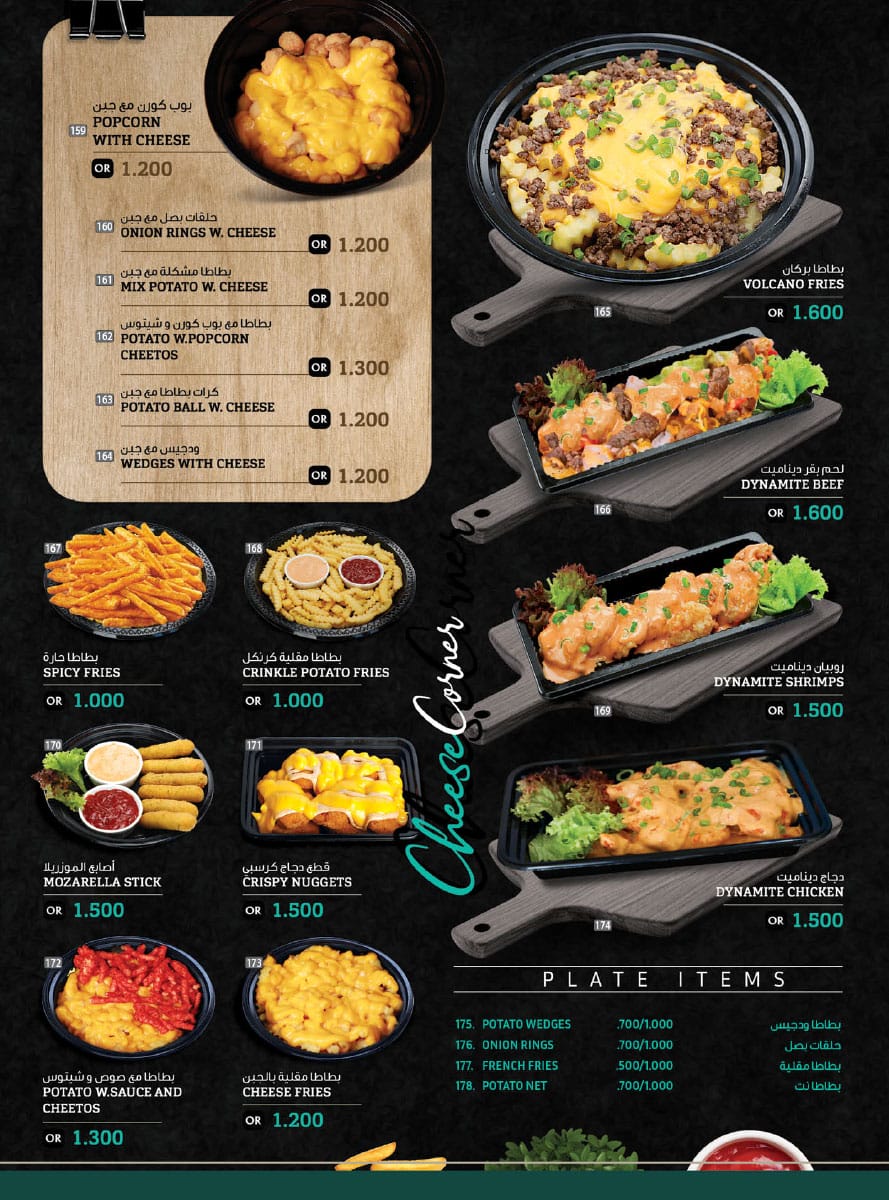 159
بوب كورن مع جبن
POPCORN
WITH CHEESE
OR 1.200
160
حلقات بصل مع جبن
ONION RINGS W. CHEESE
OR 1.200
161
بطاطا مشكلة مع جبن
MIX POTATO W. CHEESE
OR 1.200
162
بطاطا مع بوب كورن و شيتوس
POTATO W.POPCORN
CHEETOS
OR 1.300
163
كرات بطاطا مع جبن
POTATO BALL W. CHEESE
OR 1.200
164
ودجيس مع جبن
WEDGES WITH CHEESE
OR 1.200
165
بطاطا بركان
VOLCANO FRIES
OR 1.600
166
لحم بقر ديناميت
DYNAMITE BEEF
OR 1.600
167
بطاطا حارة
SPICY FRIES
OR 1.000
168
بطاطا مقلية كرنكل
CRINKLE POTATO FRIES
OR 1.000
169
روبيان ديناميت
DYNAMITE SHRIMPS
OR 1.500
Cheese Corner
170
أصابع الموزريلا
MOZARELLA STICK
OR 1.500
171
قطع دجاج كرسبي
CRISPY NUGGETS
OR 1.500
172
بطاطا مع صوص و شيتوس
POTATO W.SAUCE AND
CHEETOS
OR 1.300
173
بطاطا مقلية بالجبن
CHEESE FRIES
OR 1.200
174
دجاج ديناميت
DYNAMITE CHICKEN
OR 1.500
PLATE ITEMS
175. POTATO WEDGES .700/1.000 بطاطا ودجيس
176. ONION RINGS .700/1.000 حلقات بصل
177. FRENCH FRIES .500/1.000 بطاطا مقلية
178. POTATO NET .700/1.000 بطاطا نت